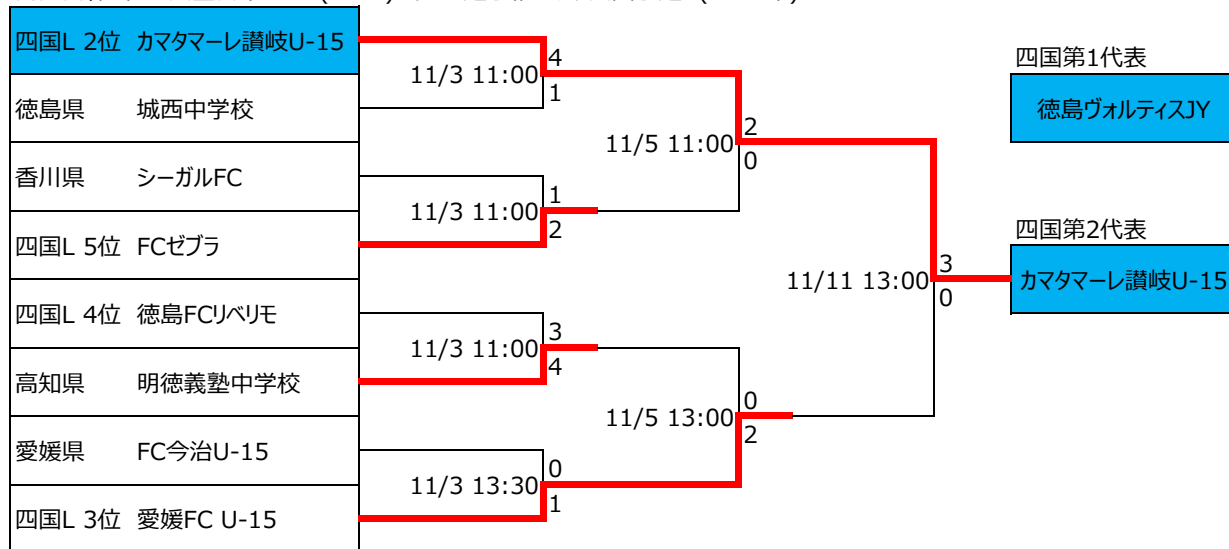 四国L 2位 カマタマーレ讃岐U-15
徳島県 城西中学校
香川県 シーガルFC
四国L 5位 FCゼブラ
四国L 4位 徳島FCリベリモ
高知県 明徳義塾中学校
愛媛県 FC今治U-15
四国L 3位 愛媛FC U-15
11/3 11:00
4
1
11/3 11:00
1
2
11/3 11:00
3
4
11/3 13:30
0
1
11/5 11:00
2
0
11/5 13:00
0
2
11/11 13:00
3
0
四国第1代表
徳島ヴォルティスJY
四国第2代表
カマタマーレ讃岐U-15